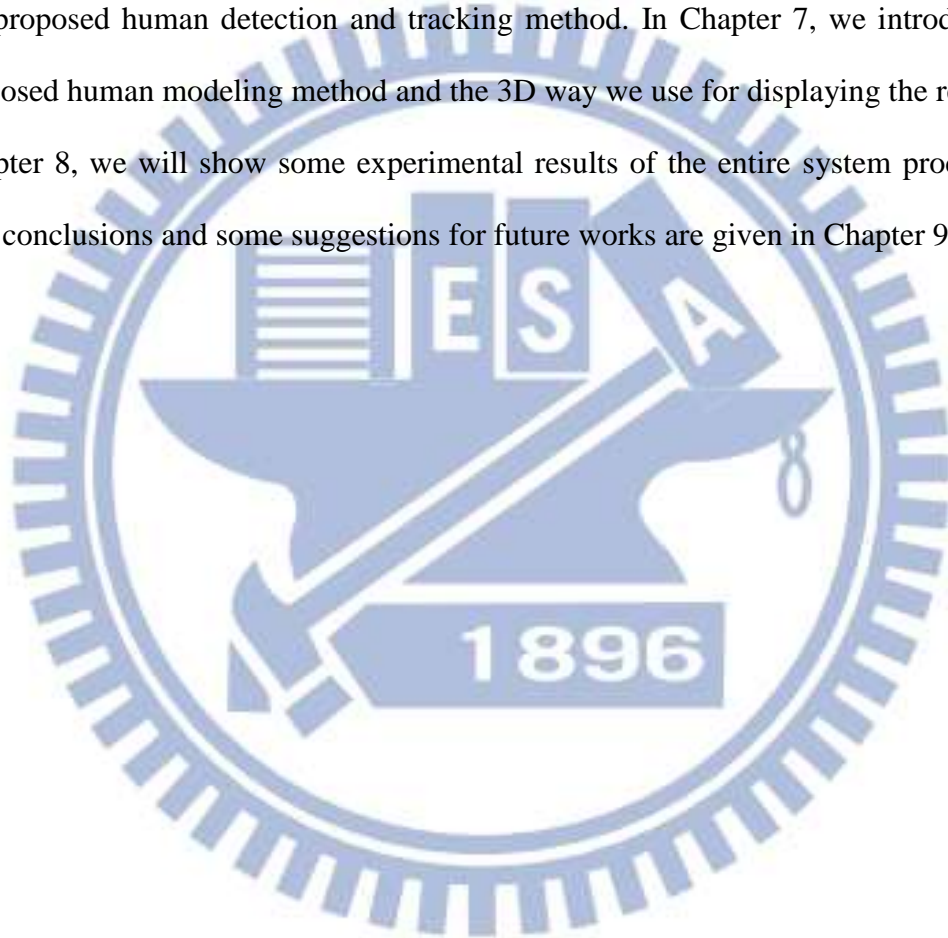 proposed human detection and tracking method. In Chapter 7, we introd
osed human modeling method and the 3D way we use for displaying the re
pter 8, we will show some experimental results of the entire system proc
conclusions and some suggestions for future works are given in Chapter 9
E S A
1896